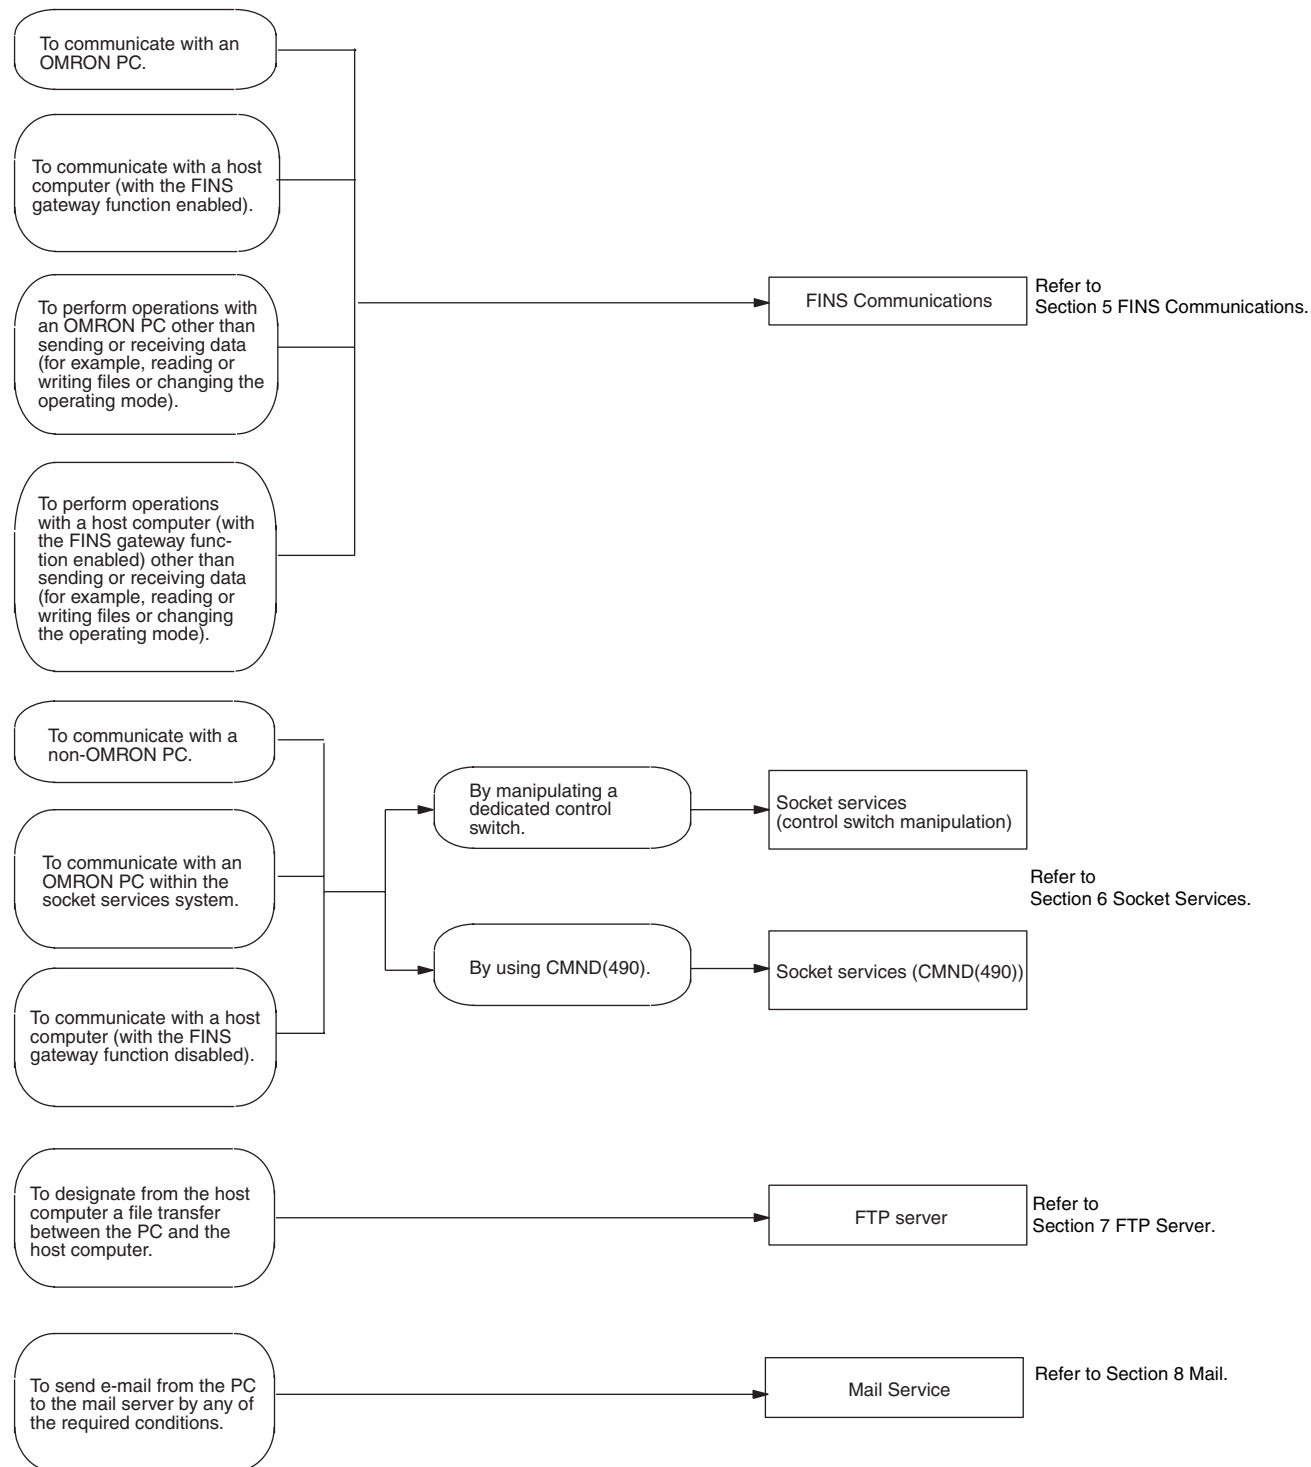 To communicate with an
OMRON PC.
To communicate with a host
computer (with the FINS
gateway function enabled).
To perform operations with
an OMRON PC other than
sending or receiving data
(for example, reading or
writing files or changing the
operating mode).
FINS Communications
Refer to
Section 5 FINS Communications.
To perform operations
with a host computer (with
the FINS gateway func-
tion enabled) other than
sending or receiving data
(for example, reading or
writing files or changing
the operating mode).
To communicate with a
non-OMRON PC.
To communicate with an
OMRON PC within the
socket services system.
To communicate with a host
computer (with the FINS
gateway function disabled).
By manipulating a
dedicated control
switch.
Socket services
(control switch manipulation)
Refer to
Section 6 Socket Services.
By using CMND(490).
Socket services (CMND(490))
To designate from the host
computer a file transfer
between the PC and the
host computer.
FTP server
Refer to
Section 7 FTP Server.
To send e-mail from the PC
to the mail server by any of
the required conditions.
Mail Service
Refer to Section 8 Mail.